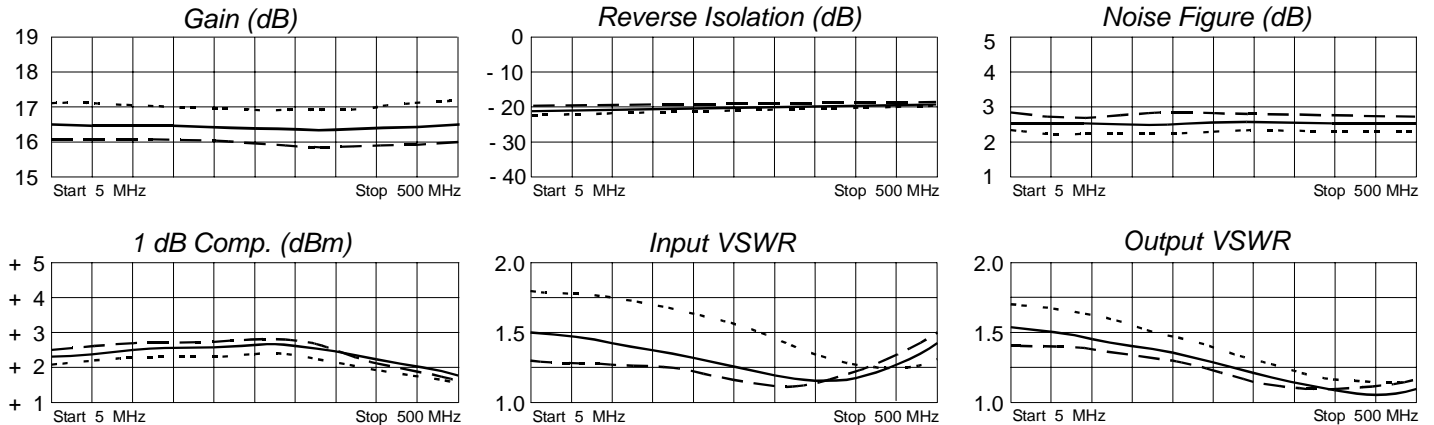 Gain (dB)
19
18
17
16
15
Start 5 MHz
Stop 500 MHz
Reverse Isolation (dB)
0
- 10
- 20
- 30
- 40
Start 5 MHz
Stop 500 MHz
Noise Figure (dB)
5
4
3
2
1
Start 5 MHz
Stop 500 MHz
1 dB Comp. (dBm)
+ 5
+ 4
+ 3
+ 2
+ 1
Start 5 MHz
Stop 500 MHz
Input VSWR
2.0
1.5
1.0
Start 5 MHz
Stop 500 MHz
Output VSWR
2.0
1.5
1.0
Start 5 MHz
Stop 500 MHz